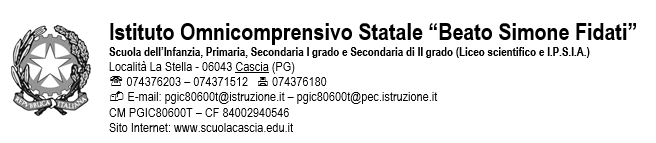 Istituto Omnicomprensivo Statale “Beato Simone Fidati”
Scuola dell’Infanzia, Primaria, Secondaria I grado e Secondaria di II grado (Liceo scientifico e I.P.S.I.A.)
Località La Stella - 06043 Cascia (PG)
☎ 074376203 – 074371512 🖷 074376180
E-mail: pgic80600t@istruzione.it – pgic80600t@pec.istruzione.it
CM PGIC80600T – CF 84002940546
Sito Internet: www.scuolacascia.edu.it
REPVBBLICA ITALIANA